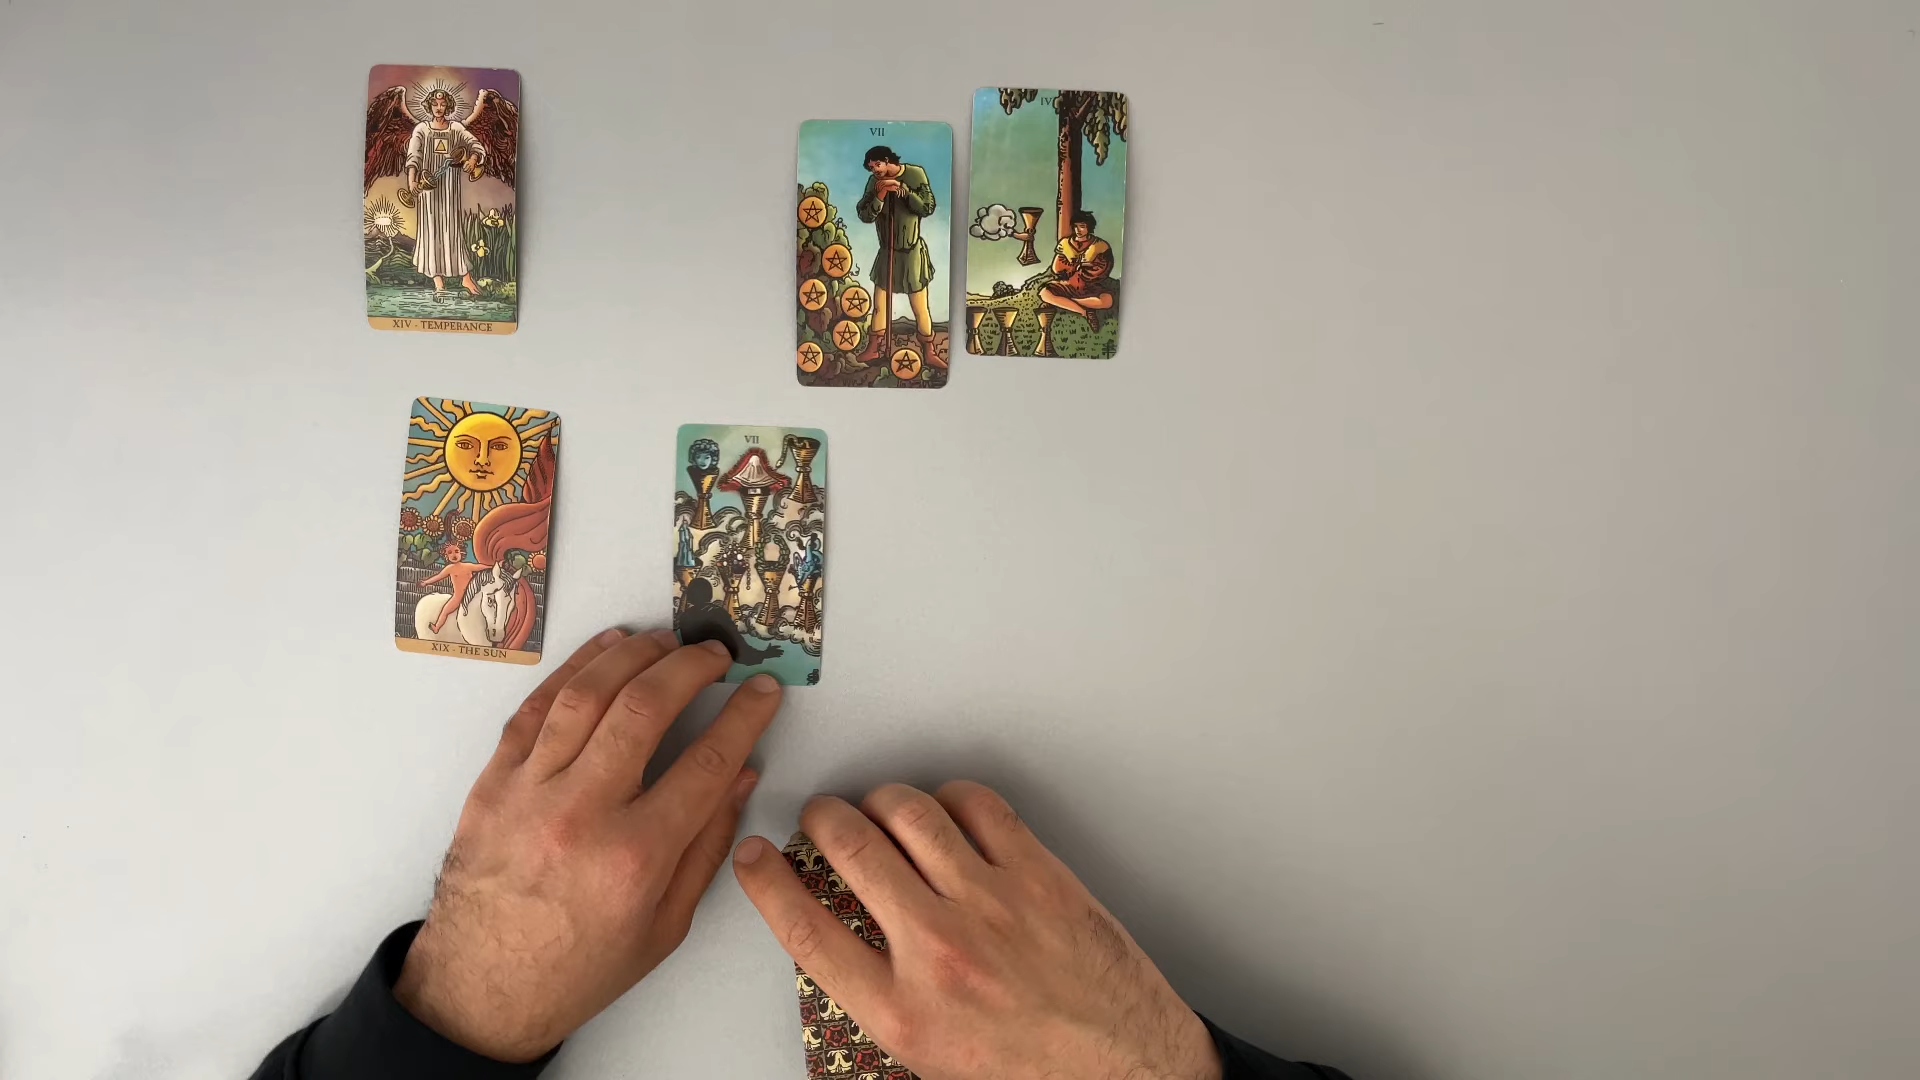 XIV - TEMPERANCE
VII
IV
XIX - THE SUN
VII